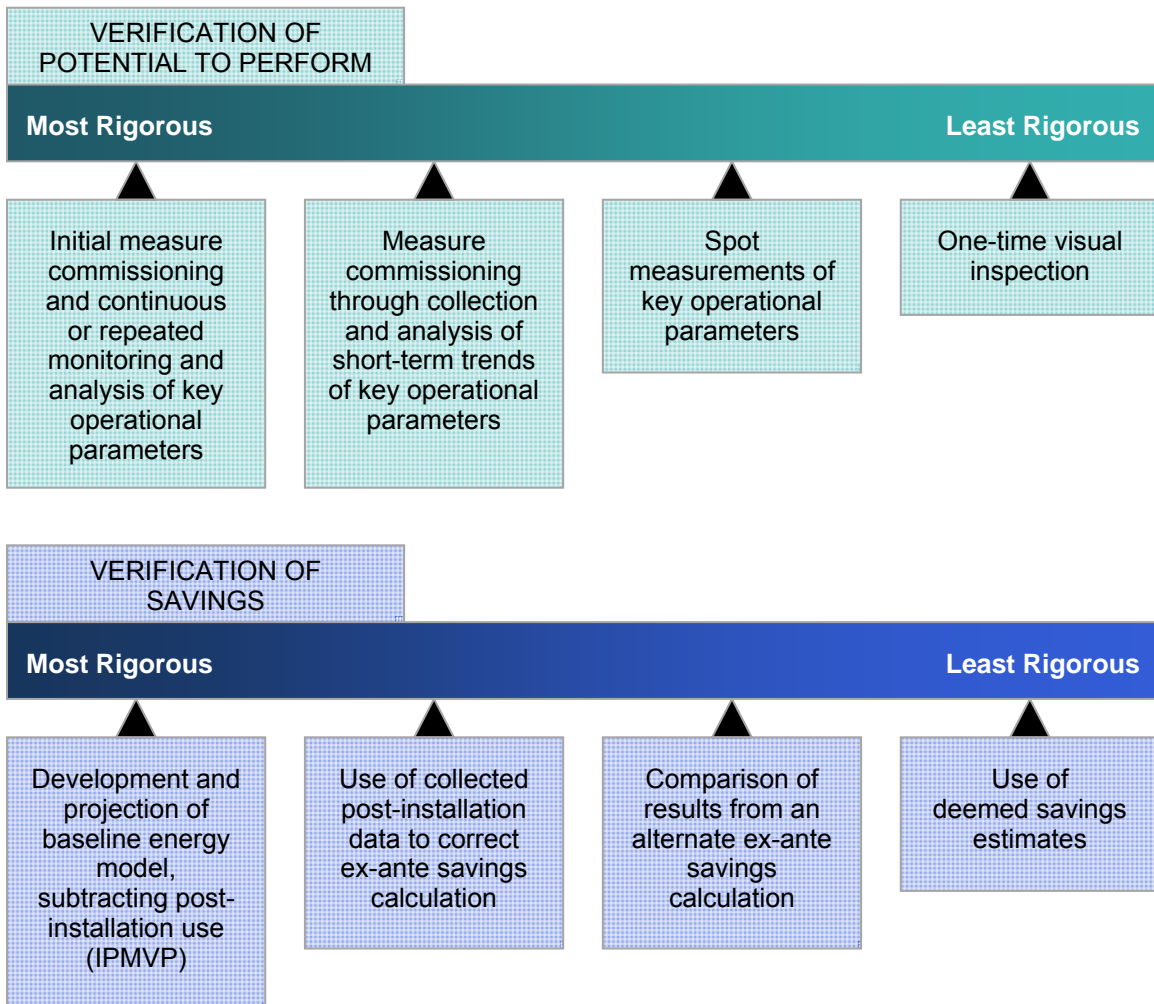 VERIFICATION OF
POTENTIAL TO PERFORM
Most Rigorous
Least Rigorous
Initial measure
commissioning
and continuous
or repeated
monitoring and
analysis of key
operational
parameters
Measure
commissioning
through collection
and analysis of
short-term trends
of key operational
parameters
Spot
measurements of
key operational
parameters
One-time visual
inspection
VERIFICATION OF
SAVINGS
Most Rigorous
Least Rigorous
Development and
projection of
baseline energy
model,
subtracting post-
installation use
(IPMVP)
Use of collected
post-installation
data to correct
ex-ante savings
calculation
Comparison of
results from an
alternate ex-ante
savings
calculation
Use of
deemed savings
estimates